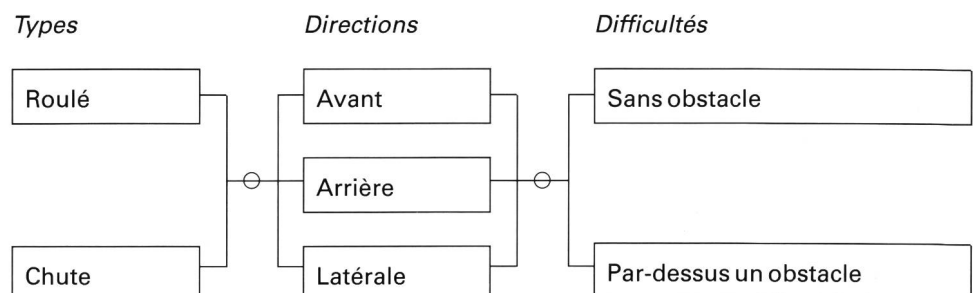 Types
Directions
Difficultés
Roulé
Avant
Sans obstacle
Arrière
Chute
Latérale
Par-dessus un obstacle